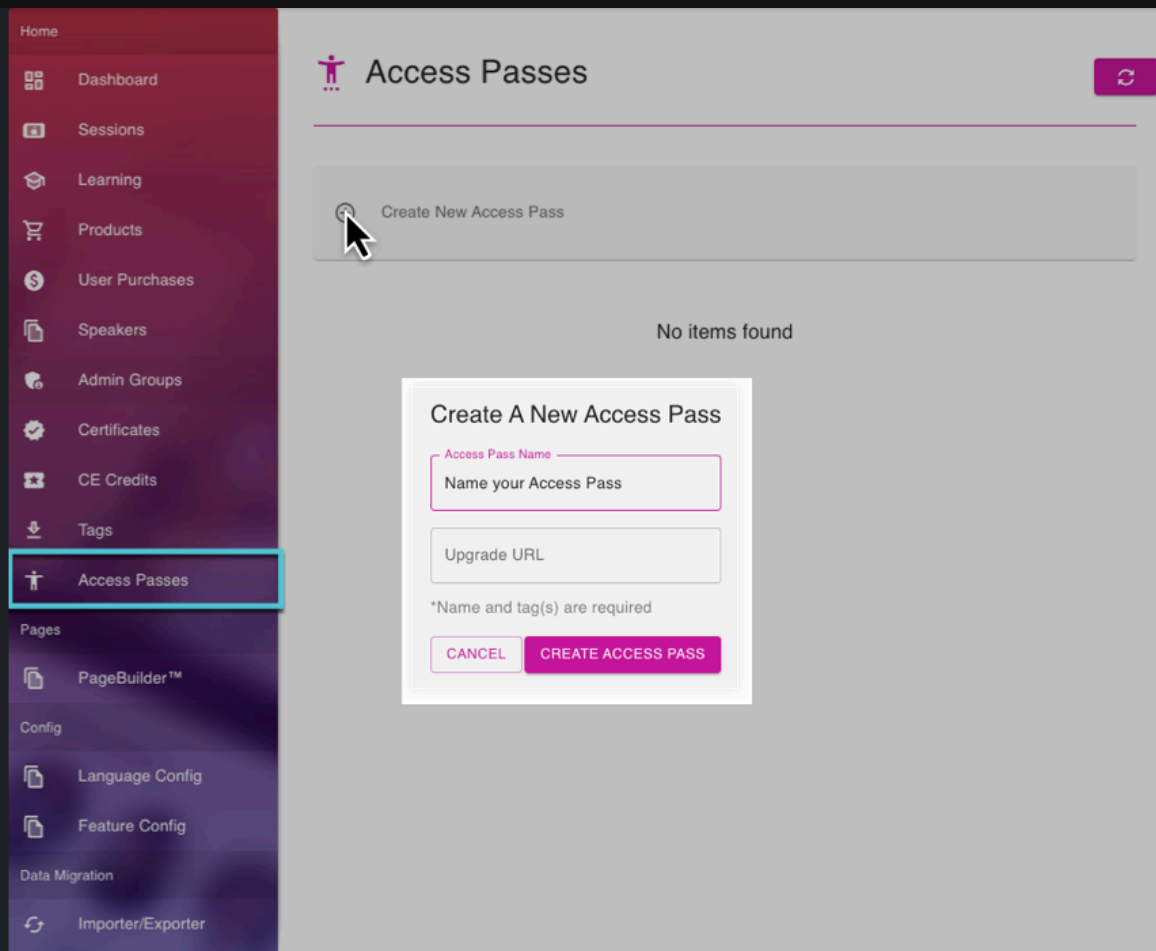 Home
Dashboard
Sessions
Learning
Products
User Purchases
Speakers
Admin Groups
Certificates
CE Credits
Tags
Access Passes
Pages
PageBuilder™
Config
Language Config
Feature Config
Data Migration
Importer/Exporter
Access Passes
Create New Access Pass
No items found
Create A New Access Pass
Access Pass Name
Name your Access Pass
Upgrade URL
*Name and tag(s) are required
CANCEL CREATE ACCESS PASS